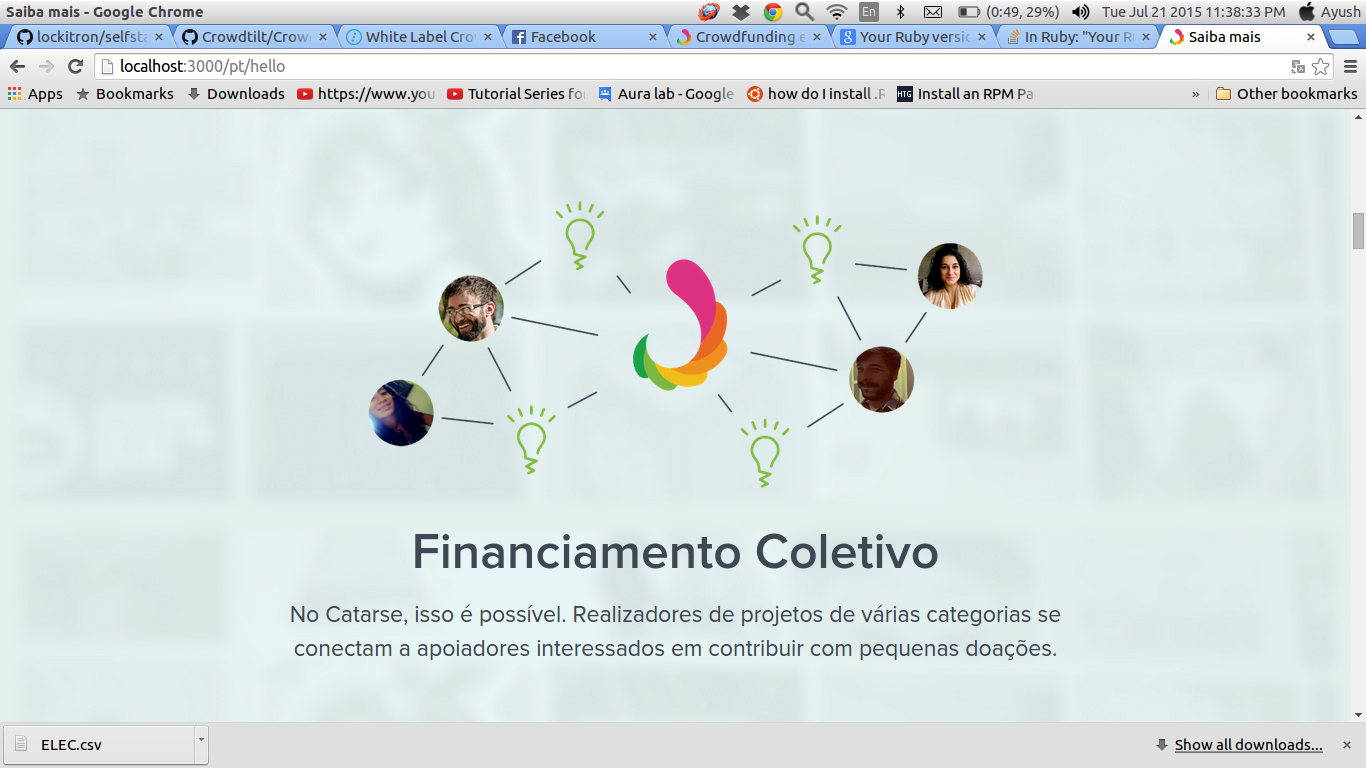 Saiba mais - Google Chrome
En
(0:49, 29%)
Tue Jul 21 2015 11:38:33 PM
Ayush
lockitron/selfsta
Crowdtilt/Crow
White Label Cro
Facebook
Crowdfunding e
Your Ruby versio
In Ruby: "Your R
Saiba mais
localhost:3000/pt/hello
Apps
Bookmarks
Downloads
https://www.you
Tutorial Series fo
Aura lab - Google
how do I install .R
HTG Install an RPM Pa
»
Other bookmarks
Financiamento Coletivo
No Catarse, isso é possível. Realizadores de projetos de várias categorias se
conectam a apoiadores interessados em contribuir com pequenas doações.
ELEC.csv
Show all downloads...